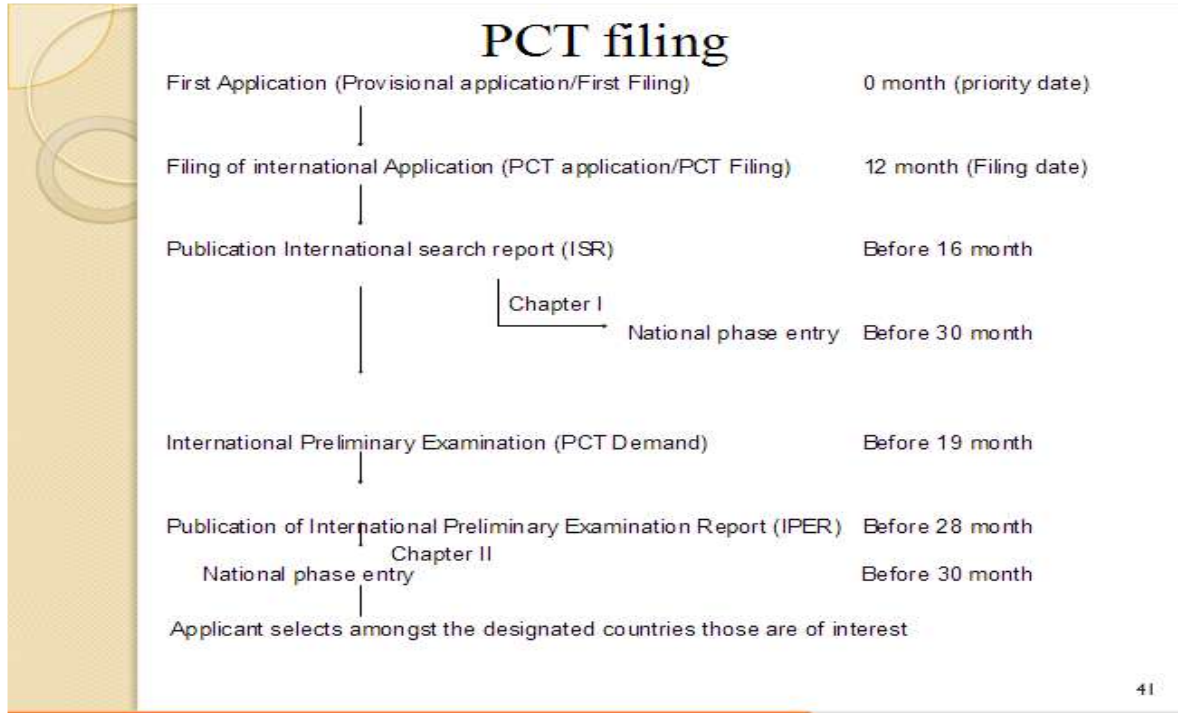 PCT filing
First Application (Provisional application/First Filing) 0 month (priority date)
Filing of international Application (PCT application/PCT Filing) 12 month (Filing date)
Publication International search report (ISR) Before 16 month
Chapter I
National phase entry Before 30 month
International Preliminary Examination (PCT Demand) Before 19 month
Publication of International Preliminary Examination Report (IPER) Before 28 month
Chapter II
National phase entry Before 30 month
Applicant selects amongst the designated countries those are of interest
41